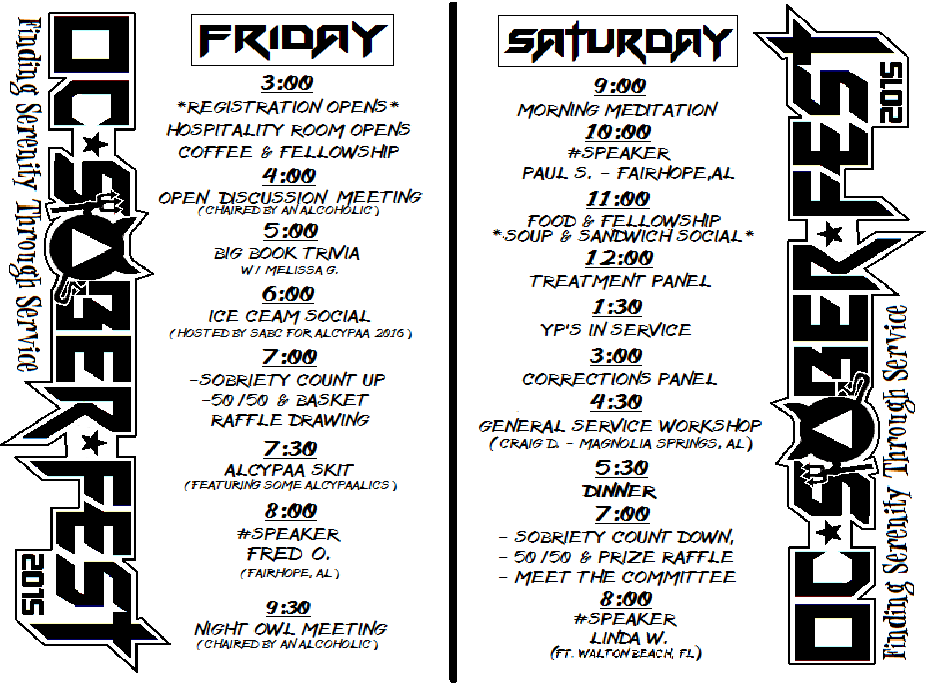 OC★SOBER★FEST
2015
Finding Serenity Through Service
FRIDAY
3:00
*REGISTRATION OPENS*
HOSPITALITY ROOM OPENS
COFFEE & FELLOWSHIP
4:00
OPEN DISCUSSION MEETING
(CHAIRED BY AN ALCOHOLIC)
5:00
BIG BOOK TRIVIA
W/ MELISSA G.
6:00
ICE CEAM SOCIAL
(HOSTED BY SABC FOR ALCYPAA 2016)
7:00
-SOBRIETY COUNT UP
-50/50 & BASKET
RAFFLE DRAWING
7:30
ALCYPAA SKIT
(FEATURING SOME ALCYPAALICS)
8:00
#SPEAKER
FRED O.
(FAIRHOPE, AL)
9:30
NIGHT OWL MEETING
(CHAIRED BY AN ALCOHOLIC)
SATURDAY
9:00
MORNING MEDITATION
10:00
#SPEAKER
PAUL S. - FAIRHOPE,AL
11:00
FOOD & FELLOWSHIP
*SOUP & SANDWICH SOCIAL*
12:00
TREATMENT PANEL
1:30
YP'S IN SERVICE
3:00
CORRECTIONS PANEL
4:30
GENERAL SERVICE WORKSHOP
(CRAIG D. - MAGNOLIA SPRINGS, AL)
5:30
DINNER
7:00
- SOBRIETY COUNT DOWN,
- 50/50 & PRIZE RAFFLE
- MEET THE COMMITTEE
8:00
#SPEAKER
LINDA W.
(FT. WALTON BEACH, FL)
OC★SOBER★FEST
2015
Finding Serenity Through Service